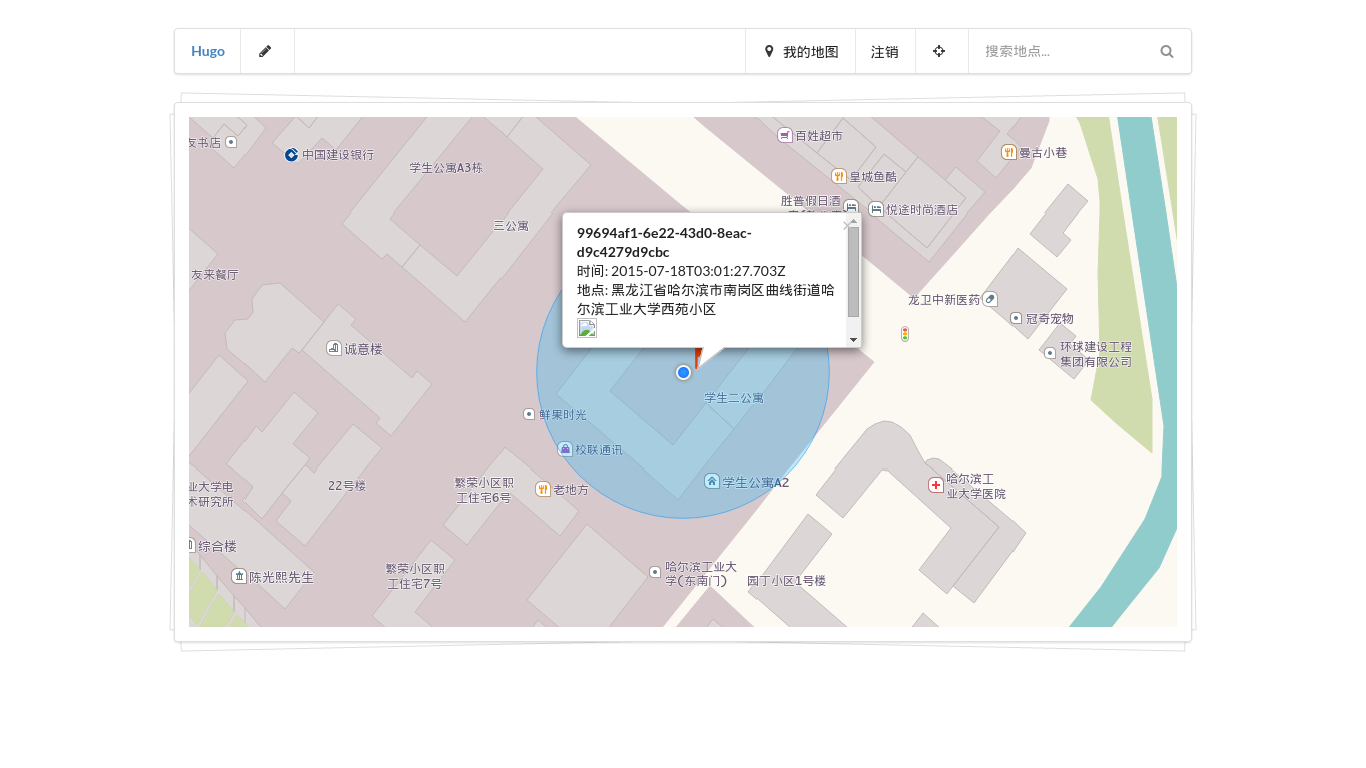 Hugo
我的地图
注销
搜索地点...
友书店
中国建设银行
学生公寓A3栋
三公寓
百姓超市
曼古小巷
皇城鱼酷
胜普假日酒
悦途时尚酒店
99694af1-6e22-43d0-8eac-
d9c4279d9cbc
时间: 2015-07-18T03:01:27.703Z
地点: 黑龙江省哈尔滨市南岗区曲线街道哈
尔滨工业大学西苑小区
友来餐厅
龙卫中新医药
冠奇宠物
环球建设工程
集团有限公司
诚意楼
学生二公寓
鲜果时光
校联通讯
学生公寓A2
业大学电
术研究所
22号楼
繁荣小区职
工住宅6号
老地方
哈尔滨工
业大学医院
综合楼
陈光熙先生
繁荣小区职
工住宅7号
哈尔滨工业大
学(东南门)
园丁小区1号楼